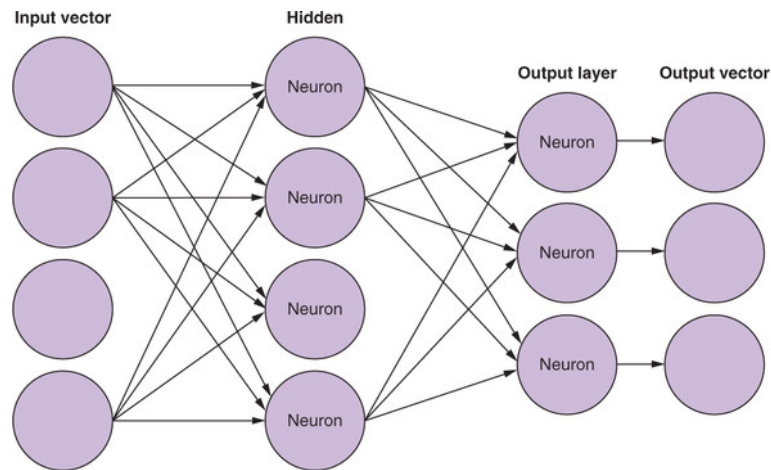 Input vector
Hidden
Output layer
Output vector
Neuron
Neuron
Neuron
Neuron
Neuron
Neuron
Neuron